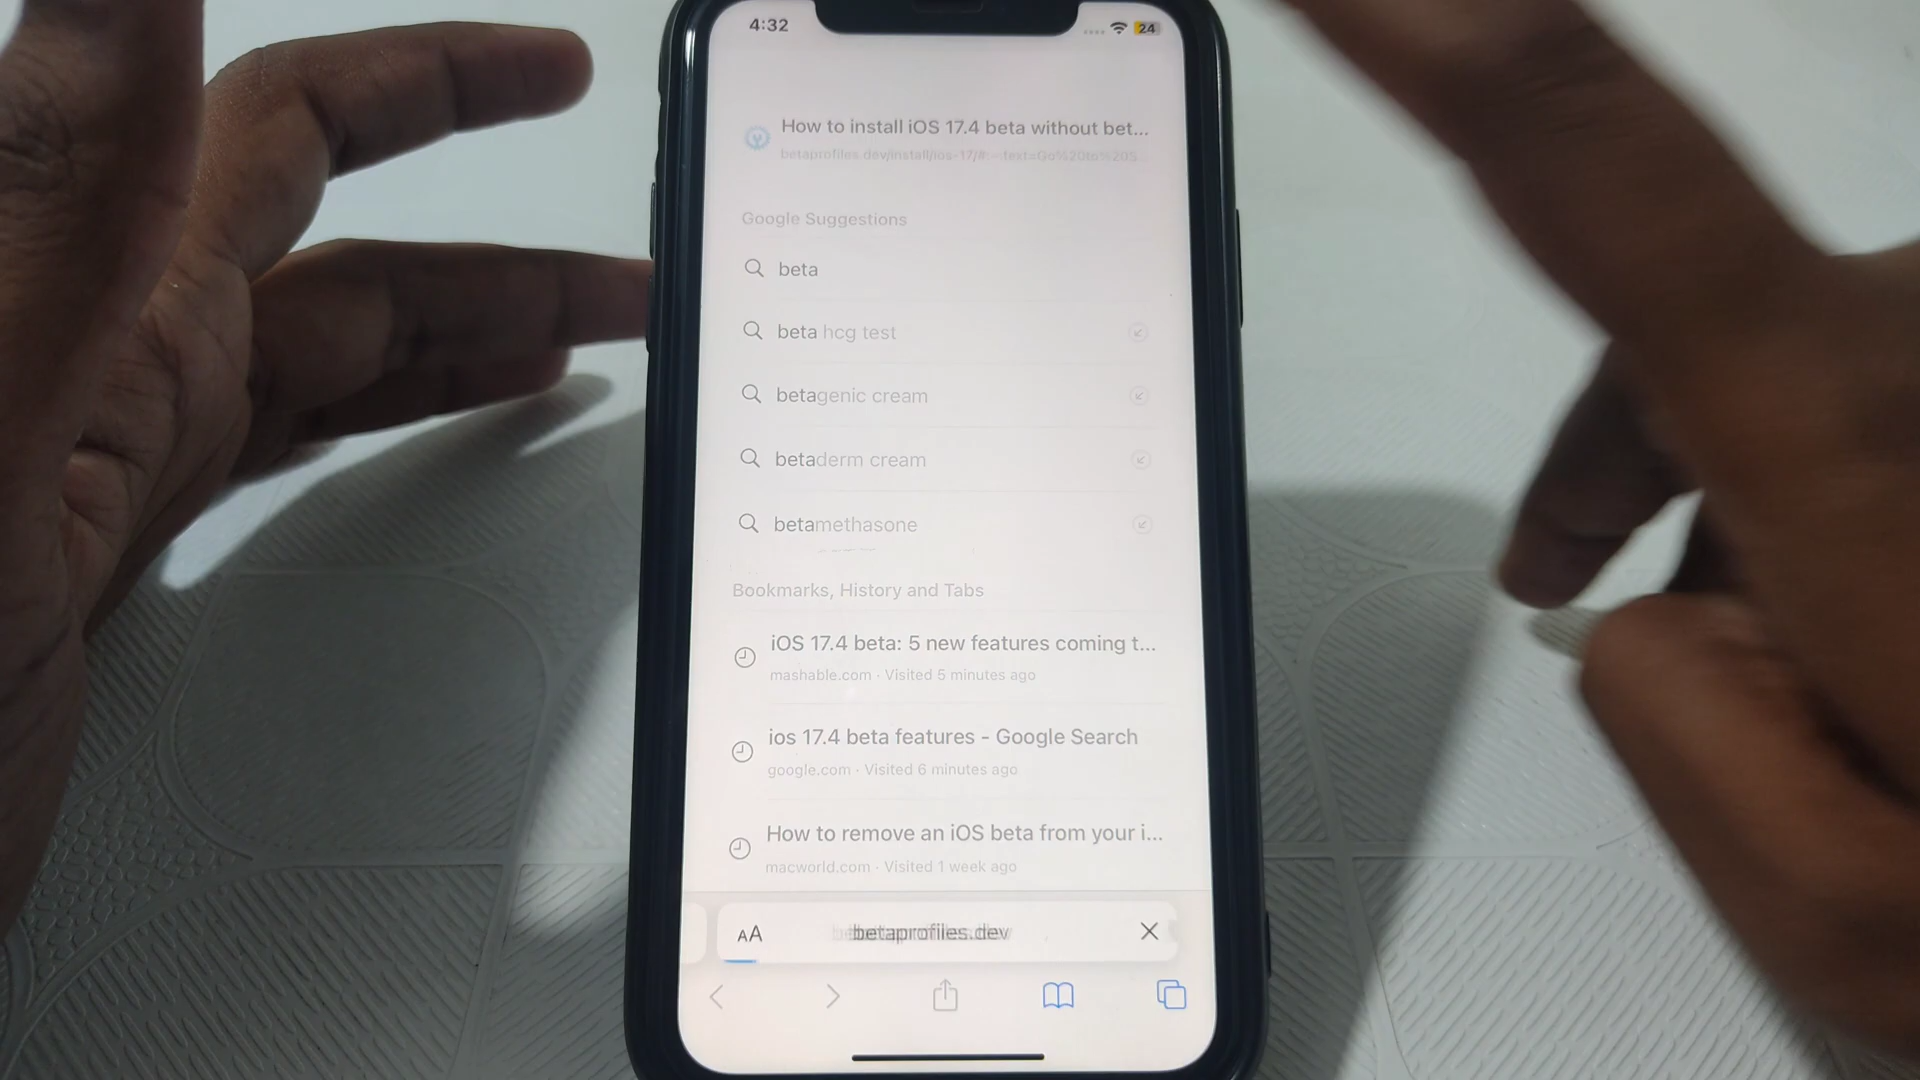 4:32
24
How to install iOS 17.4 beta without bet...
betaprofiles.dev/install/ios-17/#:~:text=Go%20to%20S...
Google Suggestions
beta
beta hcg test
betagenic cream
betaderm cream
betamethasone
Bookmarks, History and Tabs
iOS 17.4 beta: 5 new features coming t...
mashable.com · Visited 5 minutes ago
ios 17.4 beta features - Google Search
google.com · Visited 6 minutes ago
How to remove an iOS beta from your i...
macworld.com · Visited 1 week ago
AA betaprofiles.dev